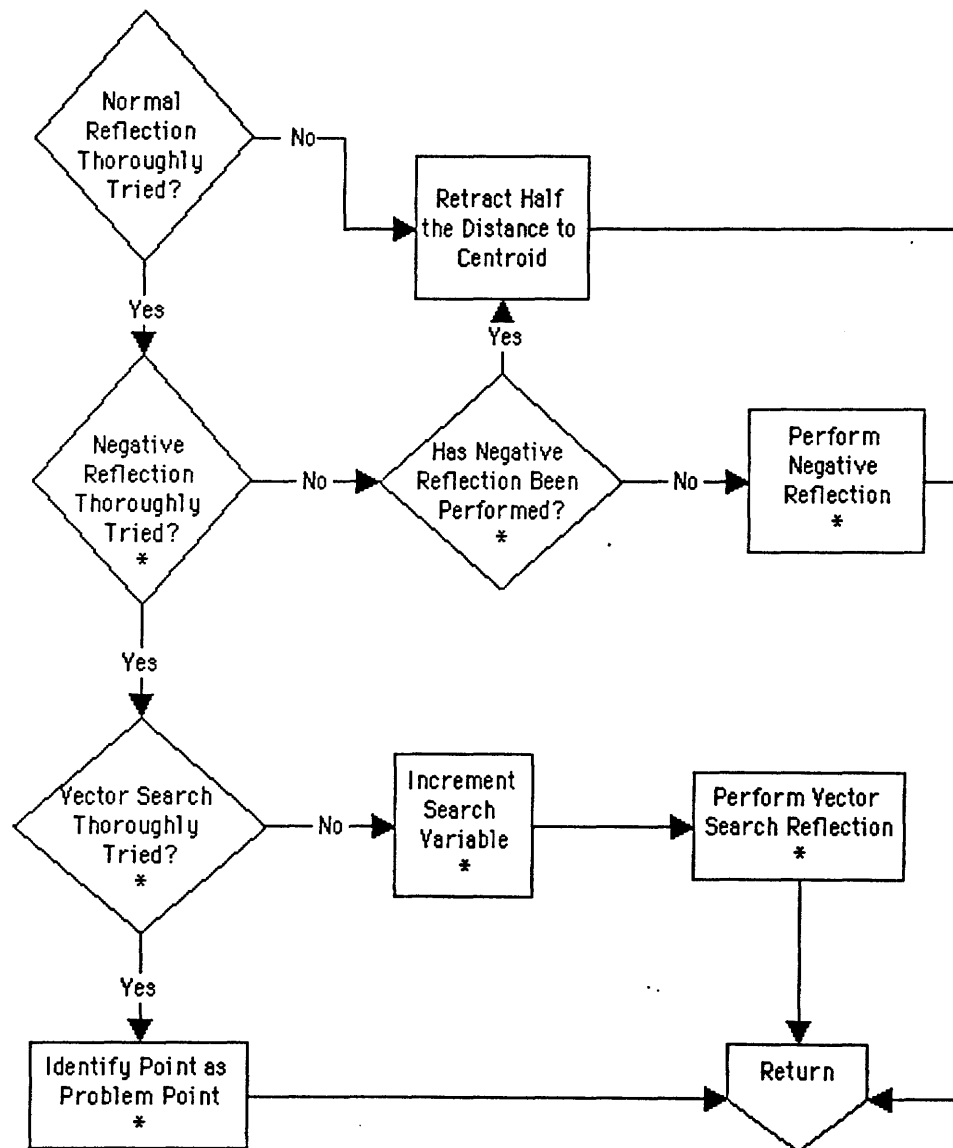 Normal
Reflection
Thoroughly
Tried?
No
Retract Half
the Distance to
Centroid
Yes
Yes
Negative
Reflection
Thoroughly
Tried?
*
No
Has Negative
Reflection Been
Performed?
*
No
Perform
Negative
Reflection
*
Yes
Vector Search
Thoroughly
Tried?
*
No
Increment
Search
Variable
*
Perform Vector
Search Reflection
*
Yes
Identify Point as
Problem Point
*
Return